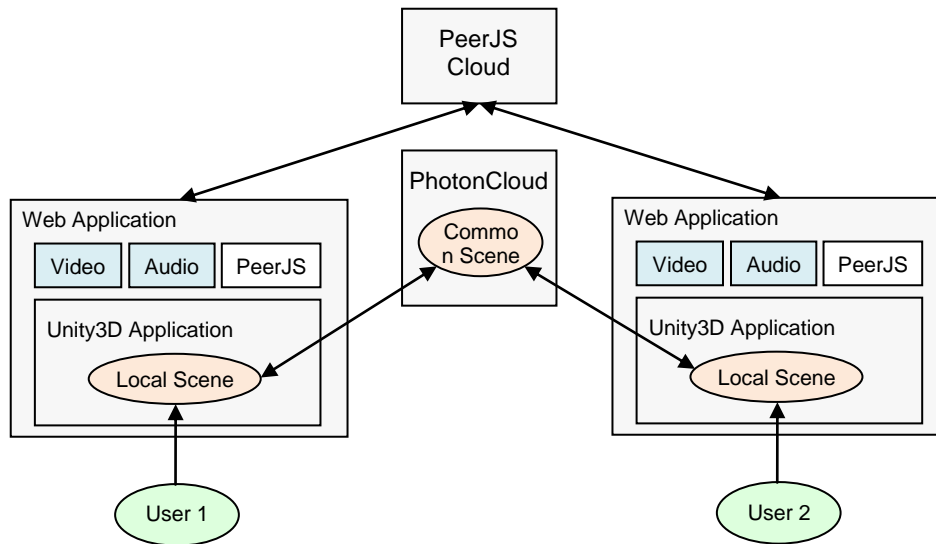 PeerJS
Cloud
PhotonCloud
Commo
n Scene
Web Application
Video
Audio
PeerJS
Unity3D Application
Local Scene
User 1
Web Application
Video
Audio
PeerJS
Unity3D Application
Local Scene
User 2